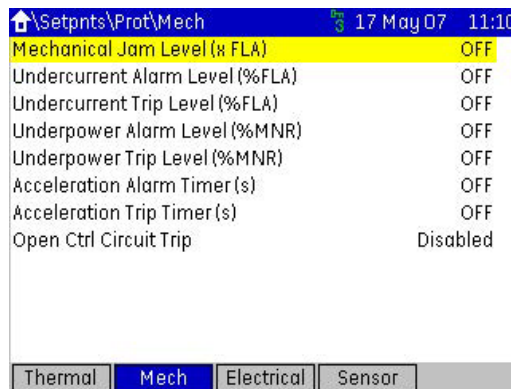 \Setpnts\Prot\Mech 3 17 May 07 11:10
Mechanical Jam Level (x FLA) OFF
Undercurrent Alarm Level (%FLA) OFF
Undercurrent Trip Level (%FLA) OFF
Underpower Alarm Level (%MNR) OFF
Underpower Trip Level (%MNR) OFF
Acceleration Alarm Timer (s) OFF
Acceleration Trip Timer (s) OFF
Open Ctrl Circuit Trip Disabled
Thermal Mech Electrical Sensor